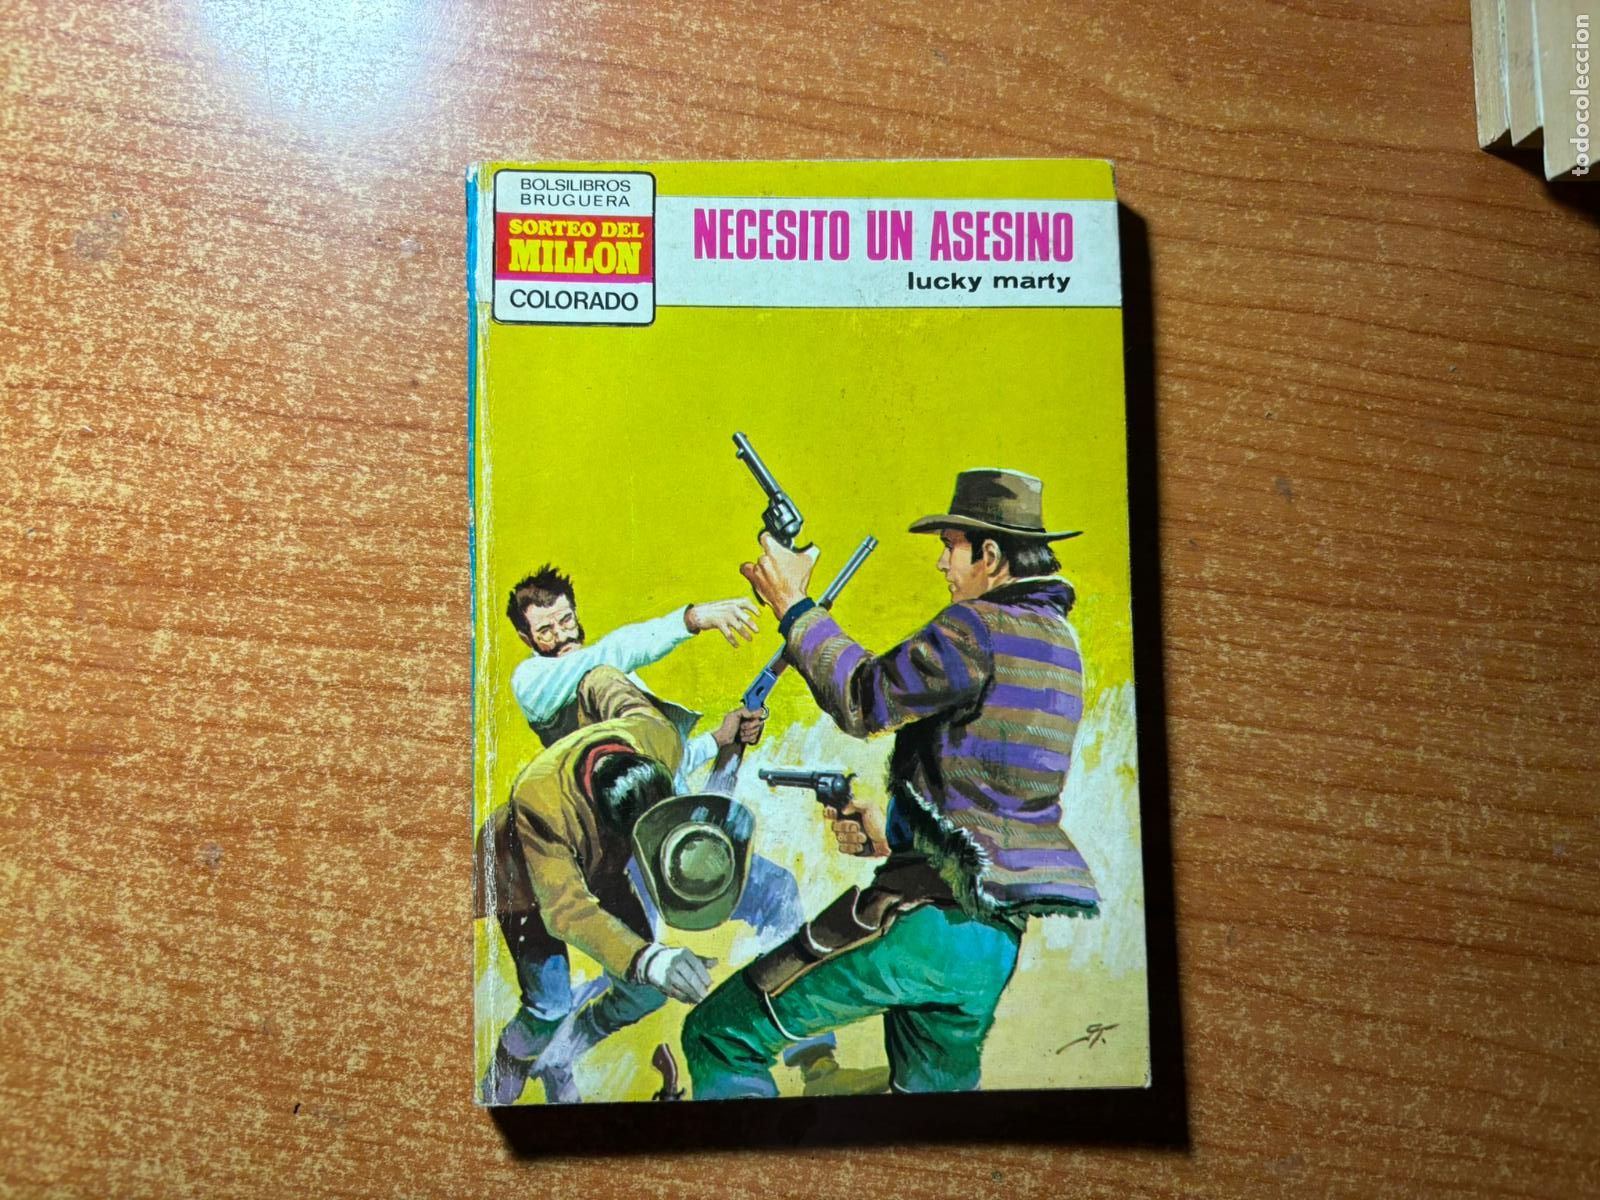 BOLSILIBROS
BRUGUERA
SORTEO DEL
MILLON
COLORADO
NECESITO UN ASESINO
lucky marty
todocoleccion